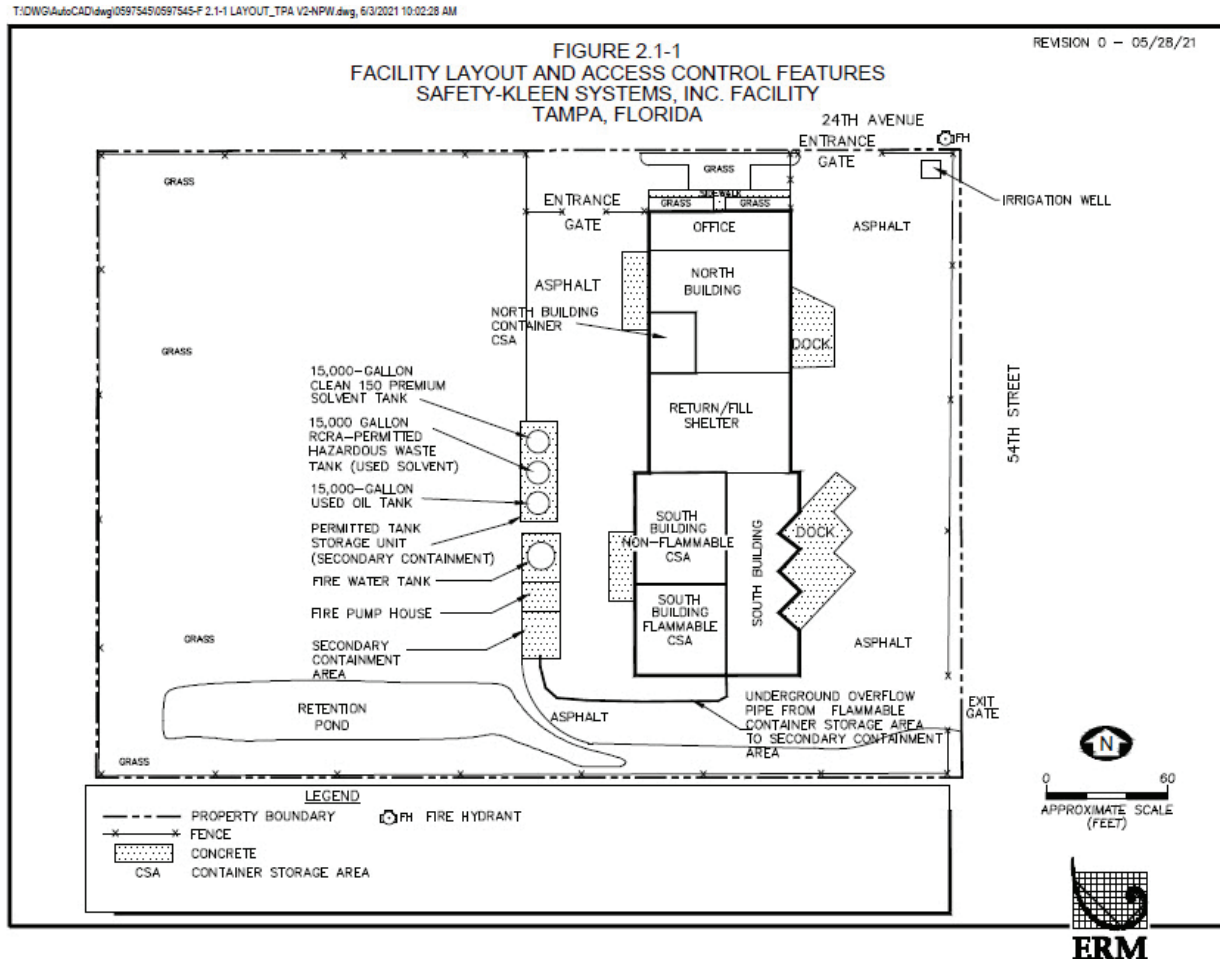 T:\DWG\AutoCAD\dwg\0597545\0597545-F 2.1-1 LAYOUT_TPA V2-NPW.dwg, 6/3/2021 10:02:28 AM
REVISION 0 - 05/28/21
FIGURE 2.1-1
FACILITY LAYOUT AND ACCESS CONTROL FEATURES
SAFETY-KLEEN SYSTEMS, INC. FACILITY
TAMPA, FLORIDA
24TH AVENUE
ENTRANCE
GATE
FH
GRASS
GRASS
SIDEWALK
GRASS
GRASS
IRRIGATION WELL
ENTRANCE
GATE
OFFICE
ASPHALT
NORTH
BUILDING
ASPHALT
NORTH BUILDING
CONTAINER
CSA
DOCK
GRASS
15,000-GALLON
CLEAN 150 PREMIUM
SOLVENT TANK
15,000 GALLON
RCRA-PERMITTED
HAZARDOUS WASTE
TANK (USED SOLVENT)
15,000-GALLON
USED OIL TANK
PERMITTED TANK
STORAGE UNIT
(SECONDARY CONTAINMENT)
FIRE WATER TANK
FIRE PUMP HOUSE
SECONDARY
CONTAINMENT
AREA
RETURN/FILL
SHELTER
54TH STREET
SOUTH
BUILDING
NON-FLAMMABLE
CSA
SOUTH BUILDING
DOCK
SOUTH
BUILDING
FLAMMABLE
CSA
GRASS
ASPHALT
RETENTION
POND
ASPHALT
UNDERGROUND OVERFLOW
PIPE FROM FLAMMABLE
CONTAINER STORAGE AREA
TO SECONDARY CONTAINMENT
AREA
EXIT
GATE
GRASS
N
0 60
APPROXIMATE SCALE
(FEET)
LEGEND
PROPERTY BOUNDARY
FH FIRE HYDRANT
FENCE
CONCRETE
CSA CONTAINER STORAGE AREA
ERM